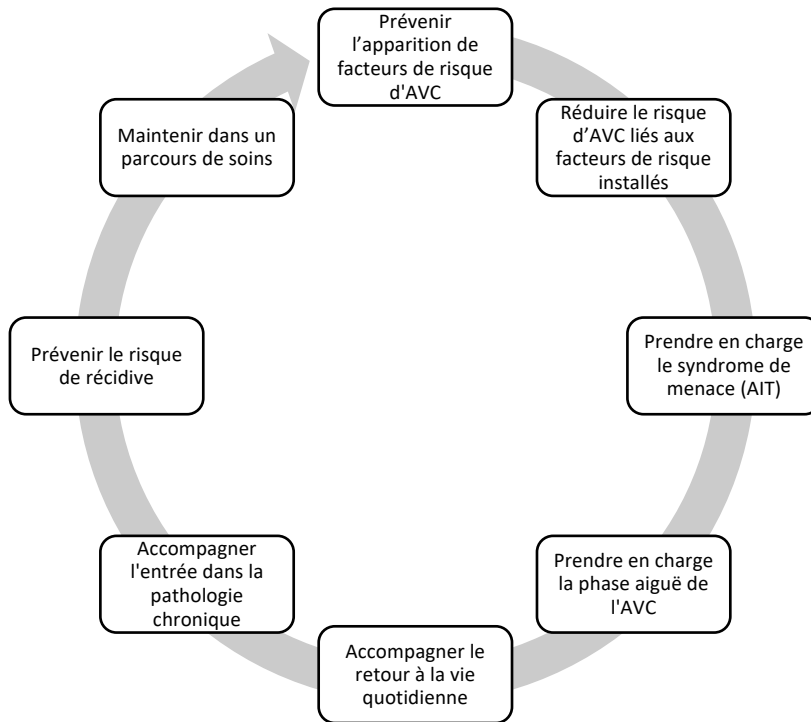 Prévenir
l’apparition de
facteurs de risque
d'AVC
Réduire le risque
d’AVC liés aux
facteurs de risque
installés
Prendre en charge
le syndrome de
menace (AIT)
Prendre en charge
la phase aiguë de
l'AVC
Accompagner le
retour à la vie
quotidienne
Accompagner
l'entrée dans la
pathologie
chronique
Prévenir le risque
de récidive
Maintenir dans un
parcours de soins